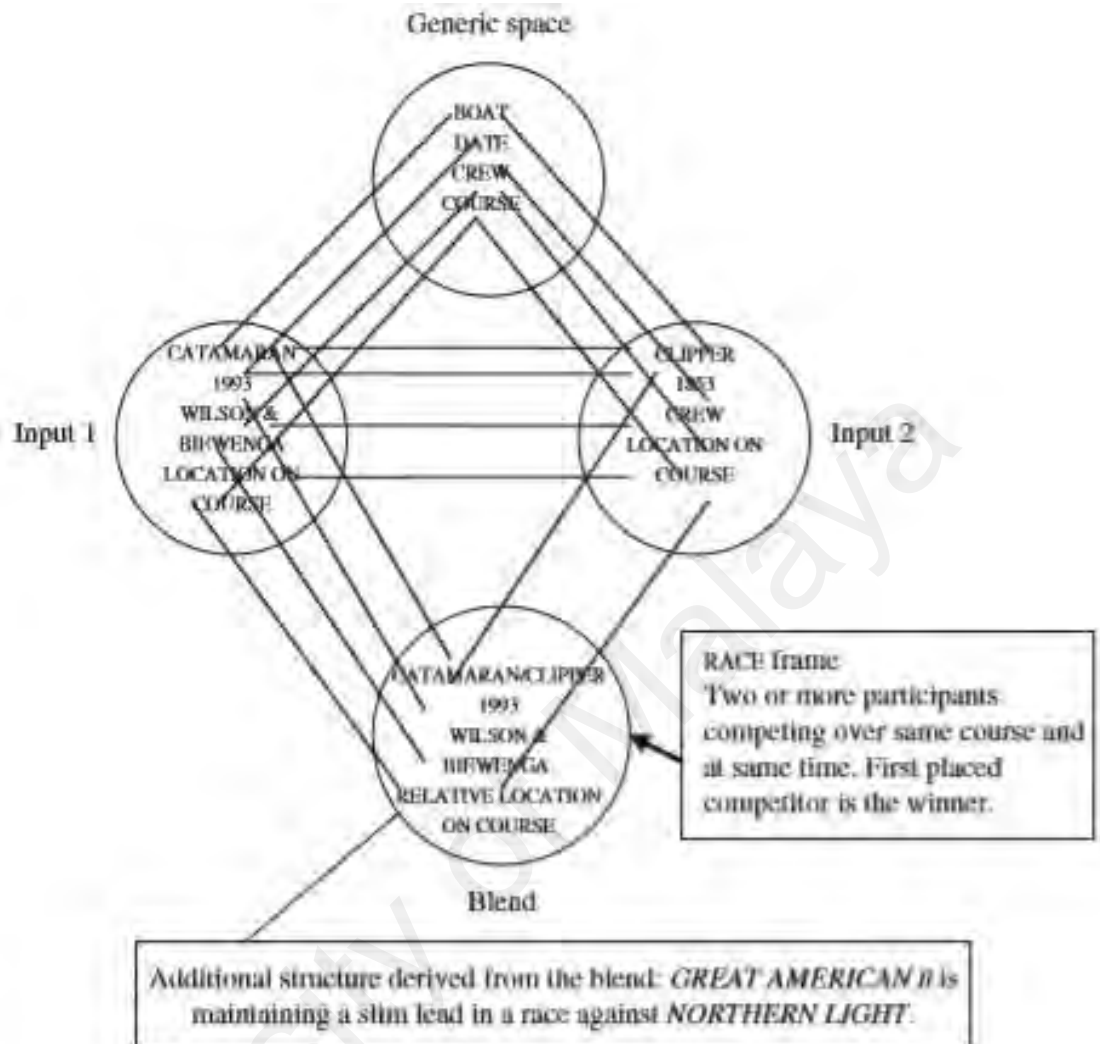 Generic space
BOAT
DATE
CREW
COURSE
Input 1
CATAMARAN
1993
WILSON &
BIEWENGA
LOCATION ON
COURSE
CLIPPER
1853
CREW
LOCATION ON
COURSE
Input 2
CATAMARAN/CLIPPER
1993
WILSON &
BIEWENGA
RELATIVE LOCATION
ON COURSE
Blend
RACE frame
Two or more participants
competing over same course and
at same time. First placed
competitor is the winner.
Additional structure derived from the blend: GREAT AMERICAN II is
maintaining a slim lead in a race against NORTHERN LIGHT.
University of Malaya